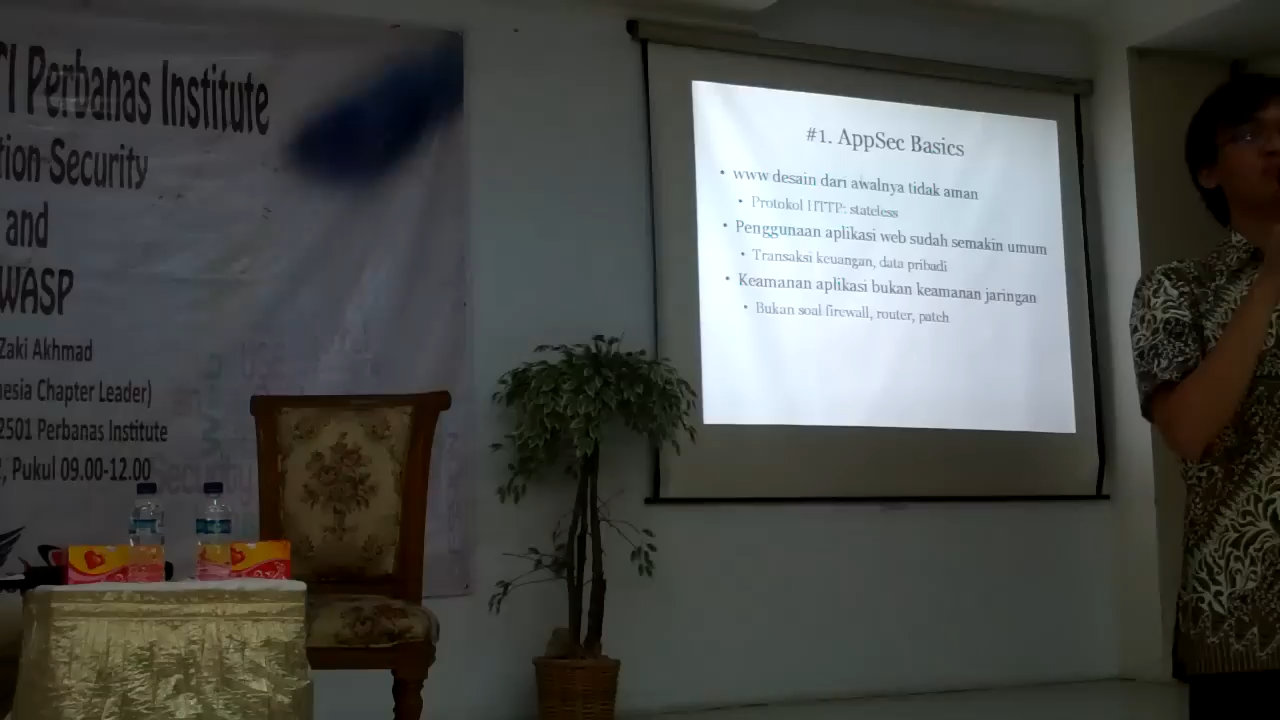 I Perbanas Institute
tion Security
and
WASP
Zaki Akhmad
nesia Chapter Leader)
2501 Perbanas Institute
, Pukul 09.00-12.00
Security
#1. AppSec Basics
• www desain dari awalnya tidak aman
• Protokol HTTP: stateless
• Penggunaan aplikasi web sudah semakin umum
• Transaksi keuangan, data pribadi
• Keamanan aplikasi bukan keamanan jaringan
• Bukan soal firewall, router, patch